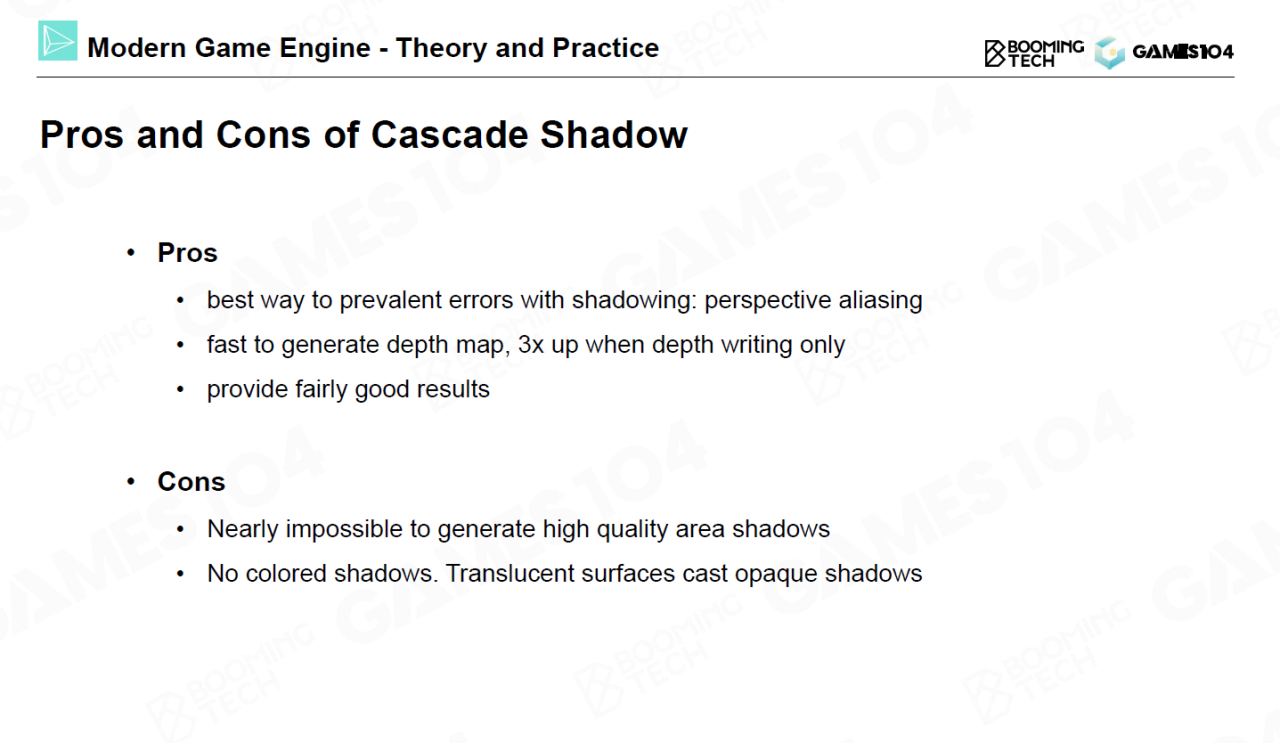 Modern Game Engine - Theory and Practice
BOOMING
TECH
GAMES104
Pros and Cons of Cascade Shadow
• Pros
• best way to prevalent errors with shadowing: perspective aliasing
• fast to generate depth map, 3x up when depth writing only
• provide fairly good results
• Cons
• Nearly impossible to generate high quality area shadows
• No colored shadows. Translucent surfaces cast opaque shadows